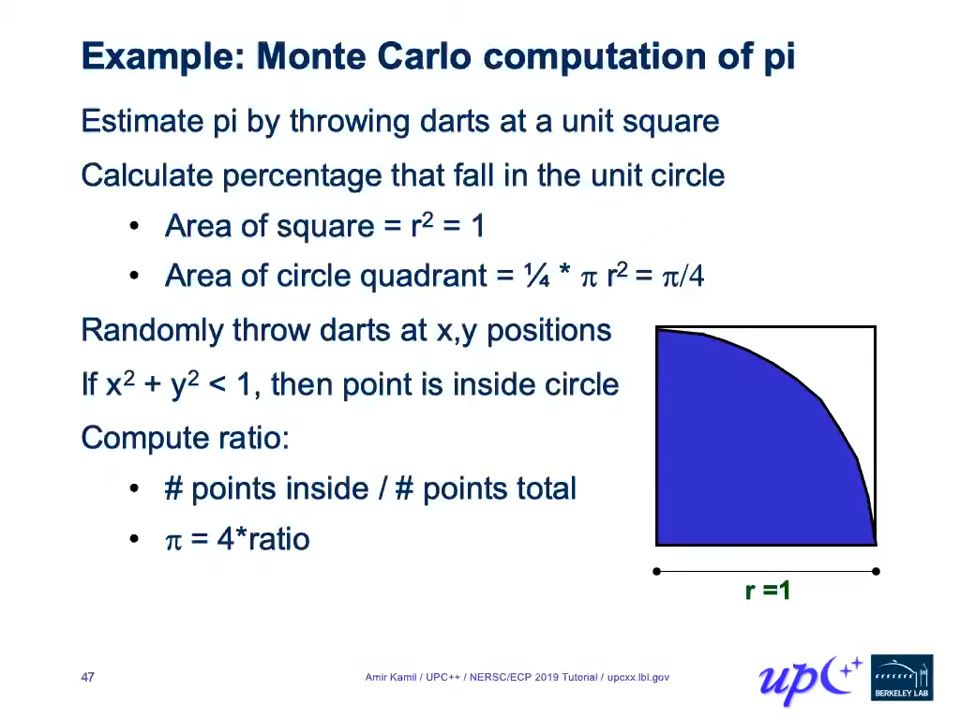 Example: Monte Carlo computation of pi
Estimate pi by throwing darts at a unit square
Calculate percentage that fall in the unit circle
• Area of square = r² = 1
• Area of circle quadrant = ¼ * π r² = π/4
Randomly throw darts at x,y positions
If x² + y² < 1, then point is inside circle
Compute ratio:
• # points inside / # points total
• π = 4*ratio
r =1
47
Amir Kamil / UPC++ / NERSC/ECP 2019 Tutorial / upcxx.lbl.gov
upC++
BERKELEY LAB